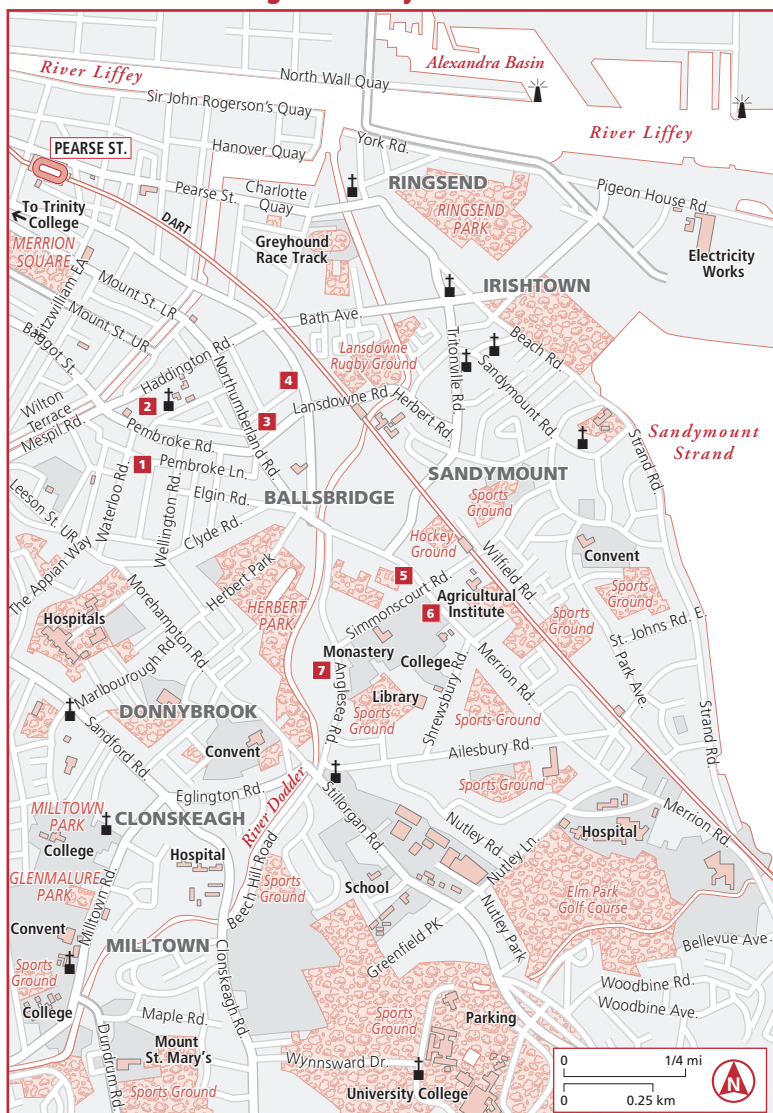 River Liffey
North Wall Quay
Alexandra Basin
Sir John Rogerson's Quay
River Liffey
PEARSE ST.
Hanover Quay
York Rd.
Pearse St.
Charlotte
Quay
RINGSEND
Pigeon House Rd.
To Trinity
College
DART
RINGSEND
PARK
MERRION
SQUARE
Greyhound
Race Track
Electricity
Works
Fitzwilliam EA
Mount St. LR
IRISHTOWN
Mount St. UR
Bath Ave.
Baggot St.
Haddington Rd.
Northumberland Rd.
Lansdowne
Rugby Ground
Tritonville Rd.
Beach Rd.
Sandymount Rd.
4
Wilton
Terrace
Mespil Rd.
2
3
Lansdowne Rd.
Herbert Rd.
Pembroke Rd.
Strand Rd.
Sandymount
Strand
1
Pembroke Ln.
SANDYMOUNT
Leeson St. UR
Waterloo Rd.
Wellington Rd.
Elgin Rd.
BALLSBRIDGE
Sports
Ground
The Appian Way
Clyde Rd.
Hockey
Ground
Wilfield Rd.
Convent
Morehampton Rd.
Herbert Park
HERBERT
PARK
5
Simmonscourt Rd.
Agricultural
Institute
Sports
Ground
Hospitals
6
Sports
Ground
St. Johns Rd. E.
Marlbourough Rd.
Monastery
7
Anglesea Rd.
College
Merrion Rd.
Park Ave.
Library
Shrewsbury Rd.
DONNYBROOK
Sports
Ground
Sports Ground
Strand Rd.
Sandford Rd.
Convent
Ailesbury Rd.
Eglington Rd.
River Dodder
Stillorgan Rd.
Sports Ground
MILLTOWN
PARK
CLONSKEAGH
Merrion Rd.
College
Hospital
Nutley Rd.
Hospital
Beech Hill Road
Nutley Ln.
GLENMALURE
PARK
Sports
Ground
School
Elm Park
Golf Course
Milltown Rd.
Convent
Nutley Park
MILLTOWN
Greenfield PK
Bellevue Ave.
Sports
Ground
Clonskeagh Rd.
Woodbine Rd.
College
Maple Rd.
Sports
Ground
Parking
Woodbine Ave.
Dundrum Rd.
Mount
St. Mary's
Wynnsward Dr.
Sports Ground
University College
0
1/4 mi
0
0.25 km
N